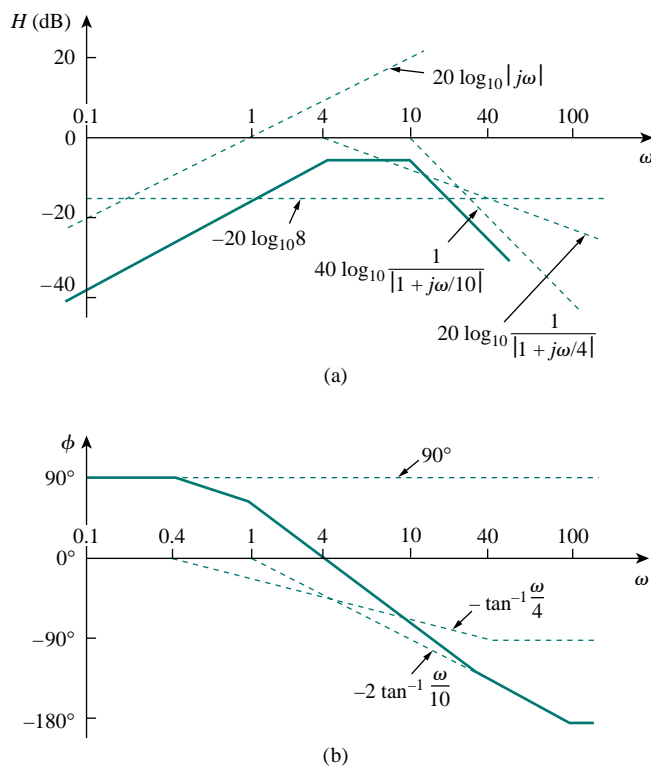 H (dB)
20
20 log₁₀|jω|
0.1 1 4 10 40 100
0
ω
−20
−20 log₁₀8
40 log₁₀ 1/|1 + jω/10|
−40
20 log₁₀ 1/|1 + jω/4|
(a)
ϕ
90°
90°
0.1 0.4 1 4 10 40 100
0°
ω
− tan⁻¹ ω/4
−90°
−2 tan⁻¹ ω/10
−180°
(b)